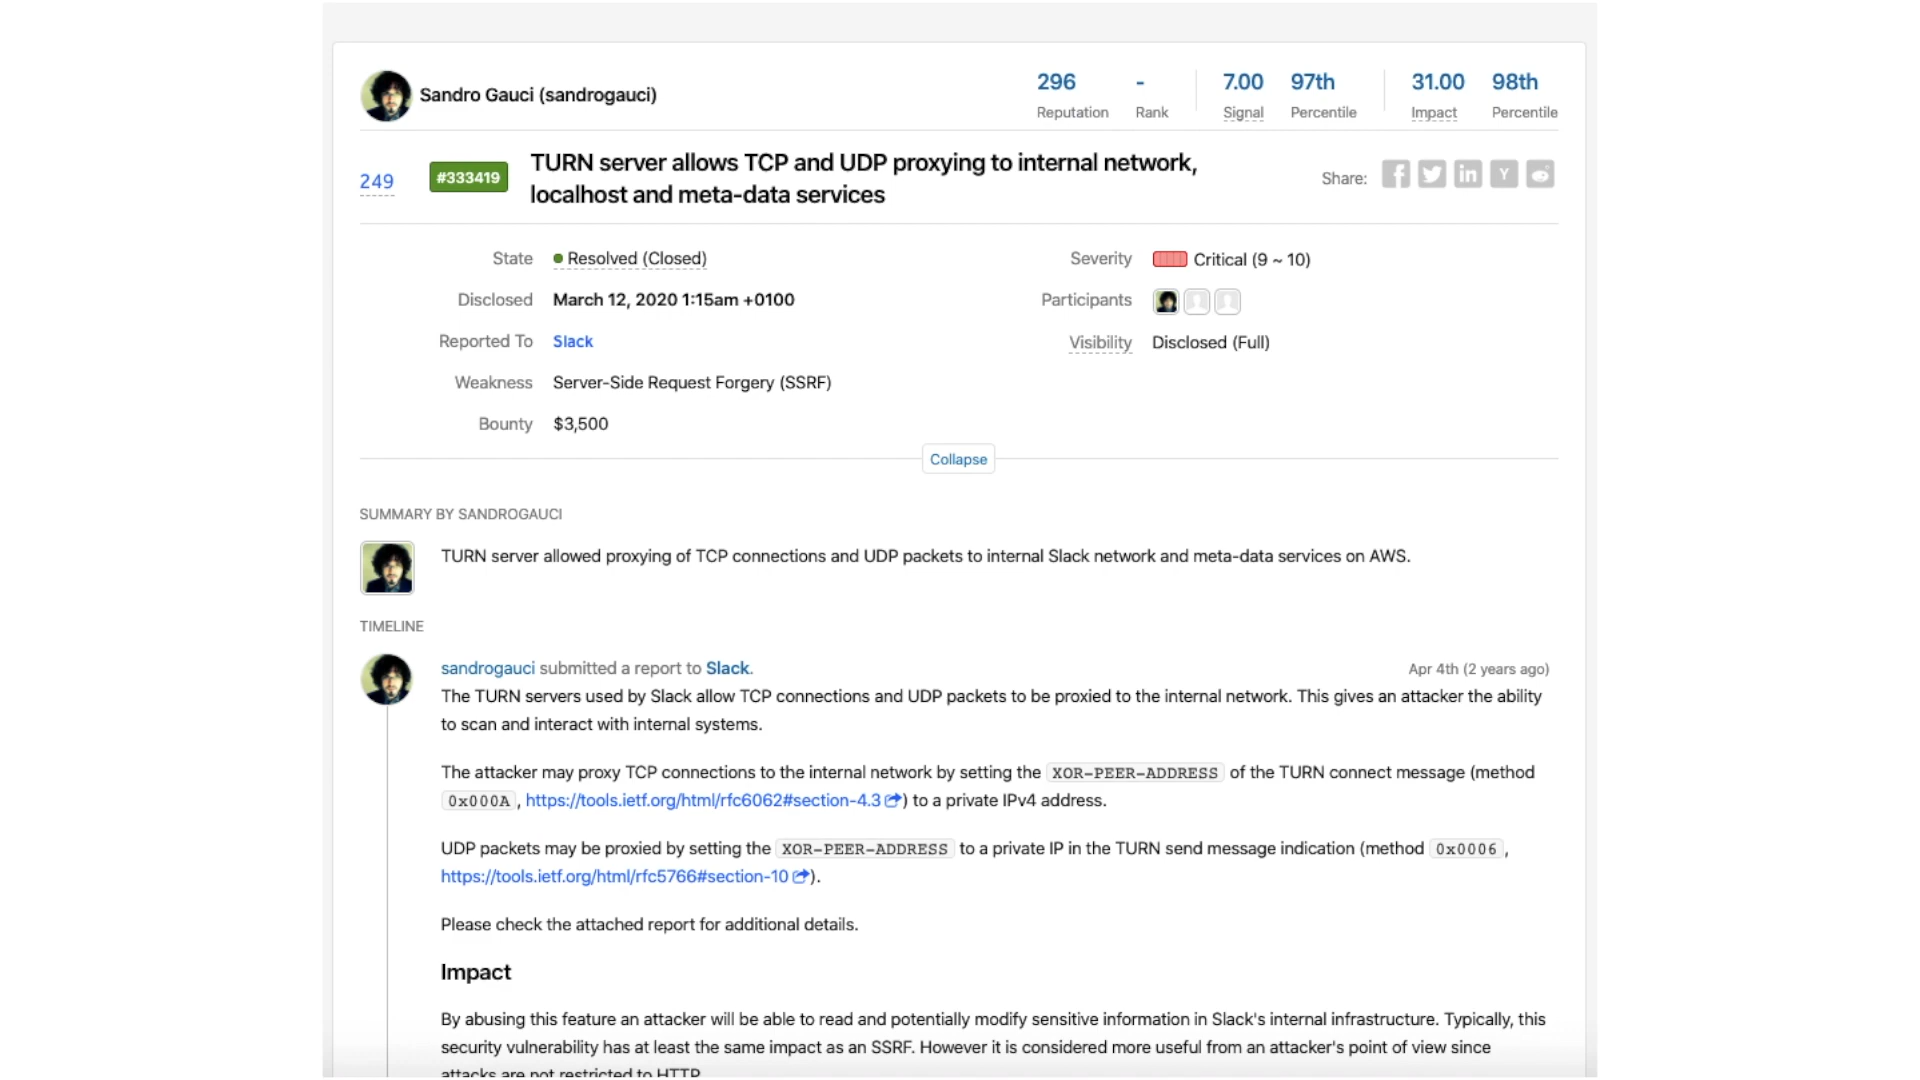 Sandro Gauci (sandrogauci)
296 - 7.00 97th 31.00 98th
Reputation Rank Signal Percentile Impact Percentile
249 #333419 TURN server allows TCP and UDP proxying to internal network,
localhost and meta-data services
Share: f in Y
State Resolved (Closed)
Severity Critical (9 ~ 10)
Disclosed March 12, 2020 1:15am +0100
Participants
Reported To Slack
Visibility Disclosed (Full)
Weakness Server-Side Request Forgery (SSRF)
Bounty $3,500
Collapse
SUMMARY BY SANDROGAUCI
TURN server allowed proxying of TCP connections and UDP packets to internal Slack network and meta-data services on AWS.
TIMELINE
sandrogauci submitted a report to Slack. Apr 4th (2 years ago)
The TURN servers used by Slack allow TCP connections and UDP packets to be proxied to the internal network. This gives an attacker the ability
to scan and interact with internal systems.
The attacker may proxy TCP connections to the internal network by setting the XOR-PEER-ADDRESS of the TURN connect message (method
0x000A, https://tools.ietf.org/html/rfc6062#section-4.3) to a private IPv4 address.
UDP packets may be proxied by setting the XOR-PEER-ADDRESS to a private IP in the TURN send message indication (method 0x0006,
https://tools.ietf.org/html/rfc5766#section-10).
Please check the attached report for additional details.
Impact
By abusing this feature an attacker will be able to read and potentially modify sensitive information in Slack's internal infrastructure. Typically, this
security vulnerability has at least the same impact as an SSRF. However it is considered more useful from an attacker's point of view since
attacks are not restricted to HTTP